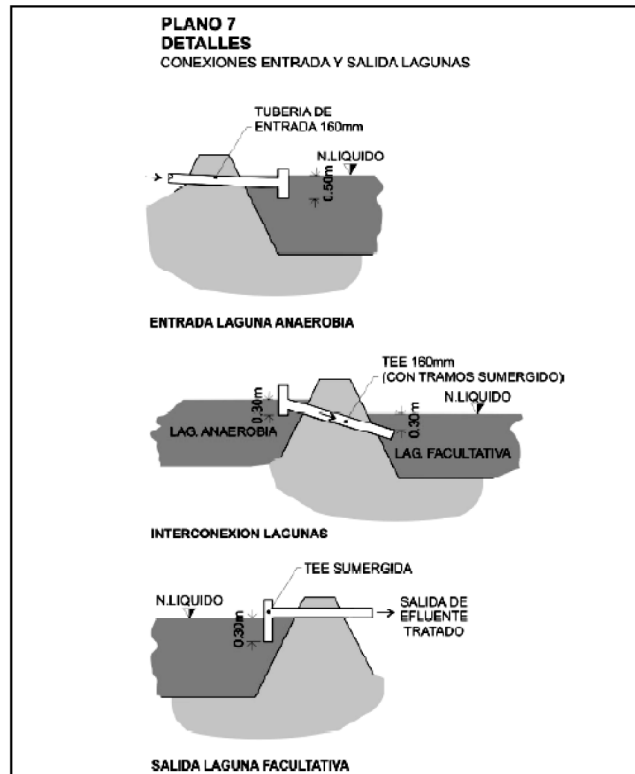 PLANO 7
DETALLES
CONEXIONES ENTRADA Y SALIDA LAGUNAS
TUBERIA DE
ENTRADA 160mm
N.LIQUIDO
0.50m
ENTRADA LAGUNA ANAEROBIA
TEE 160mm
(CON TRAMOS SUMERGIDO)
N.LIQUIDO
0.30m
0.30m
LAG. ANAEROBIA
LAG. FACULTATIVA
INTERCONEXION LAGUNAS
TEE SUMERGIDA
N.LIQUIDO
0.30m
SALIDA DE
EFLUENTE
TRATADO
SALIDA LAGUNA FACULTATIVA